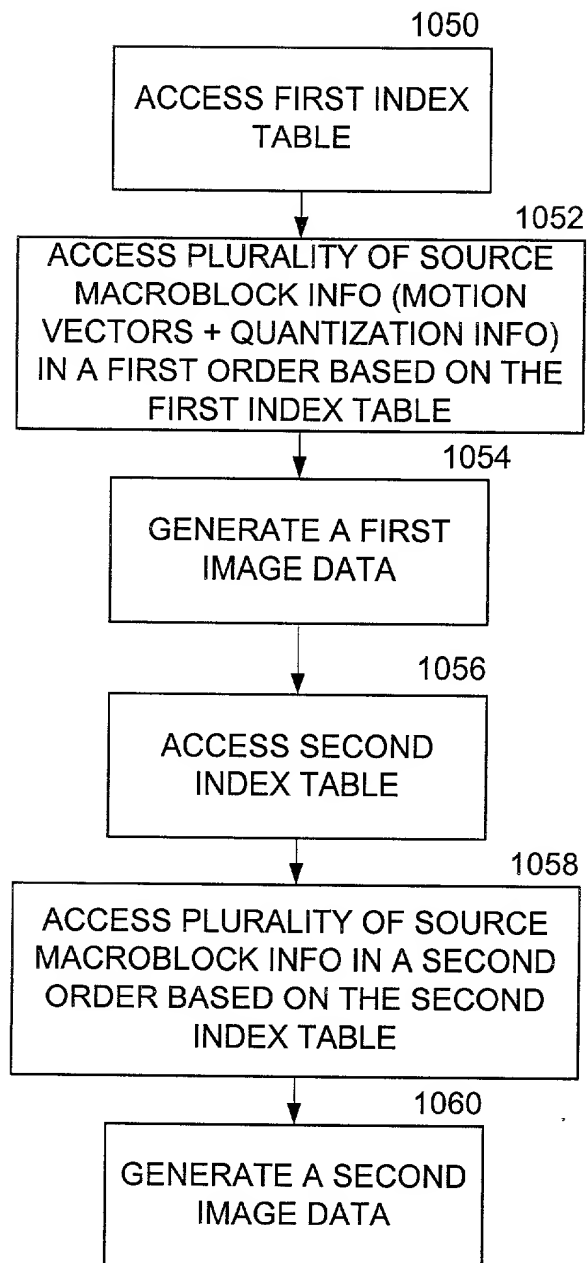 1050
ACCESS FIRST INDEX
TABLE
1052
ACCESS PLURALITY OF SOURCE
MACROBLOCK INFO (MOTION
VECTORS + QUANTIZATION INFO)
IN A FIRST ORDER BASED ON THE
FIRST INDEX TABLE
1054
GENERATE A FIRST
IMAGE DATA
1056
ACCESS SECOND
INDEX TABLE
1058
ACCESS PLURALITY OF SOURCE
MACROBLOCK INFO IN A SECOND
ORDER BASED ON THE SECOND
INDEX TABLE
1060
GENERATE A SECOND
IMAGE DATA